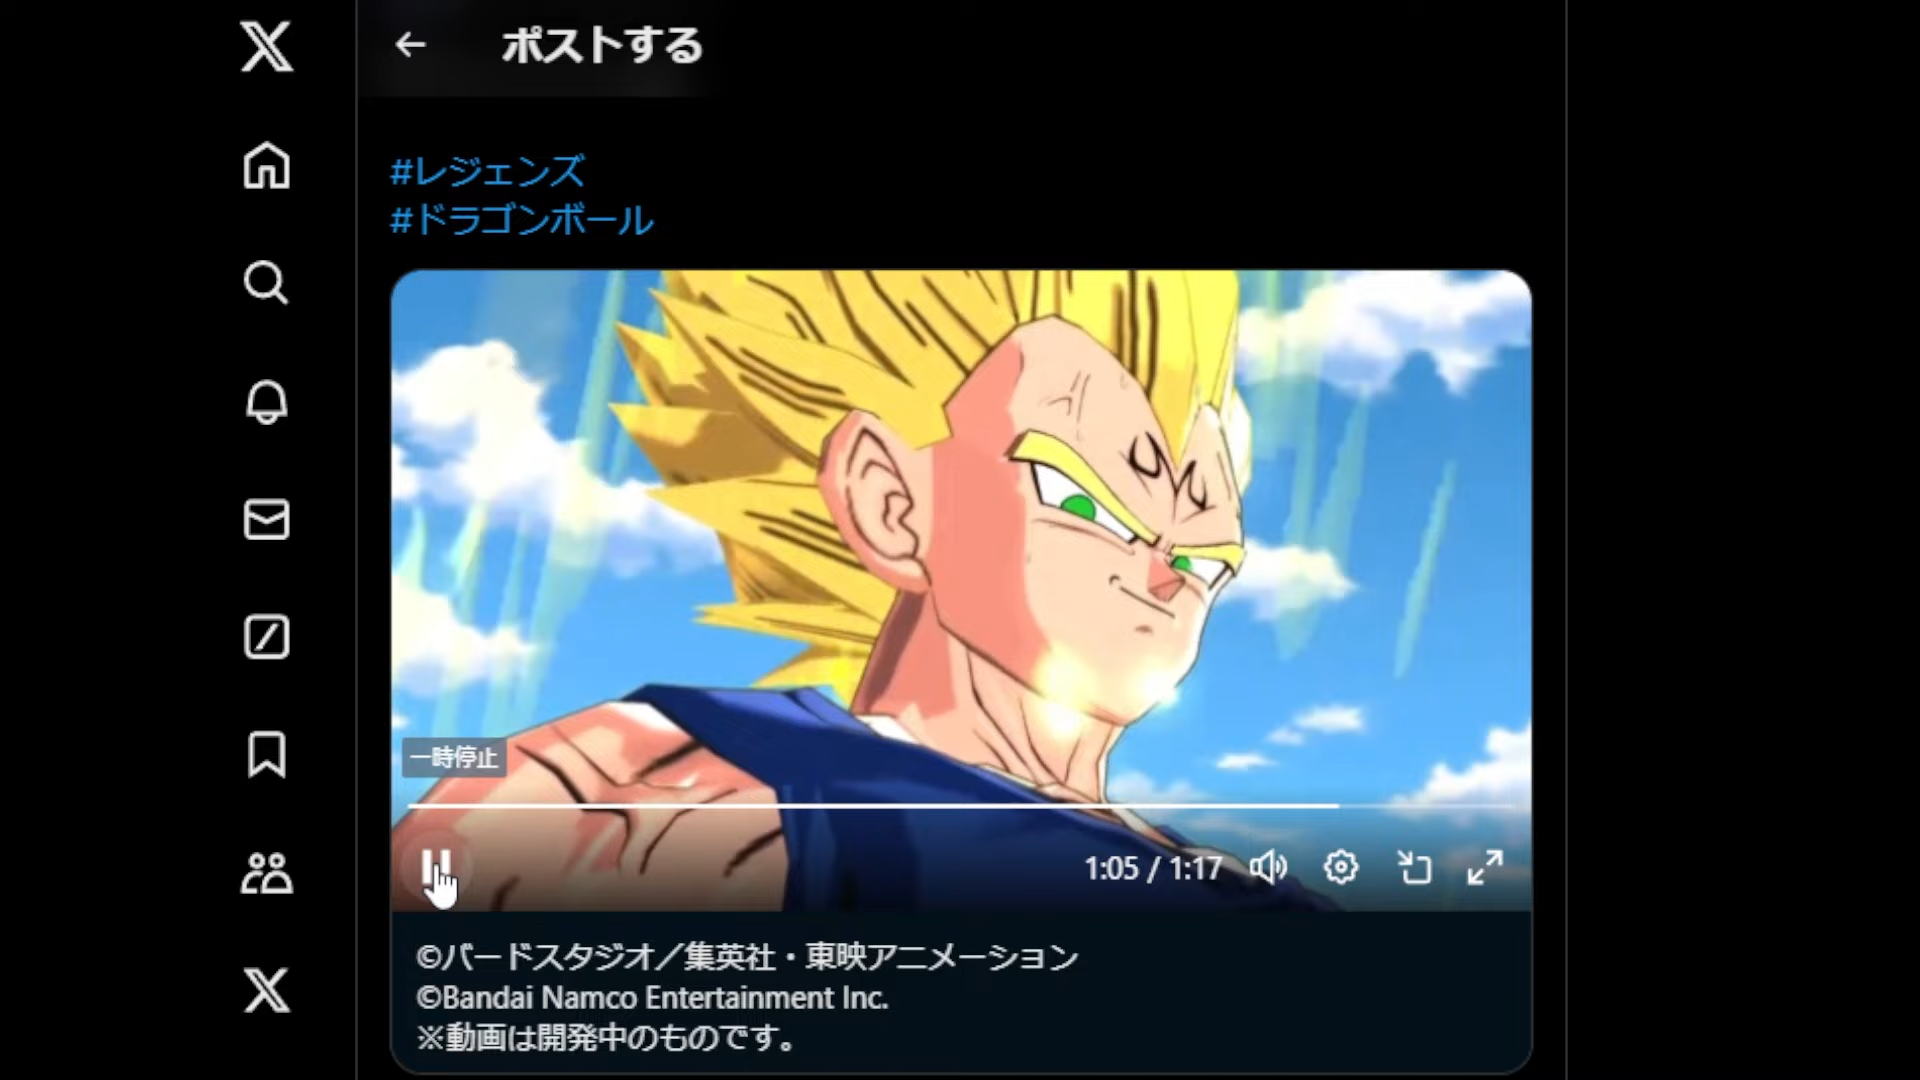 ポストする
#レジェンズ
#ドラゴンボール
一時停止
1:05 / 1:17
©バードスタジオ／集英社・東映アニメーション
©Bandai Namco Entertainment Inc.
※動画は開発中のものです。